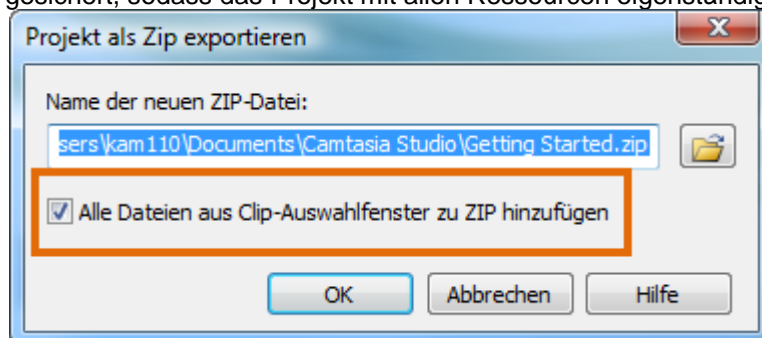 gesichert, sodass das Projekt mit allen Ressourcen eigenständig
Projekt als Zip exportieren
Name der neuen ZIP-Datei:
sers\kam110\Documents\Camtasia Studio\Getting Started.zip
Alle Dateien aus Clip-Auswahlfenster zu ZIP hinzufügen
OK Abbrechen Hilfe